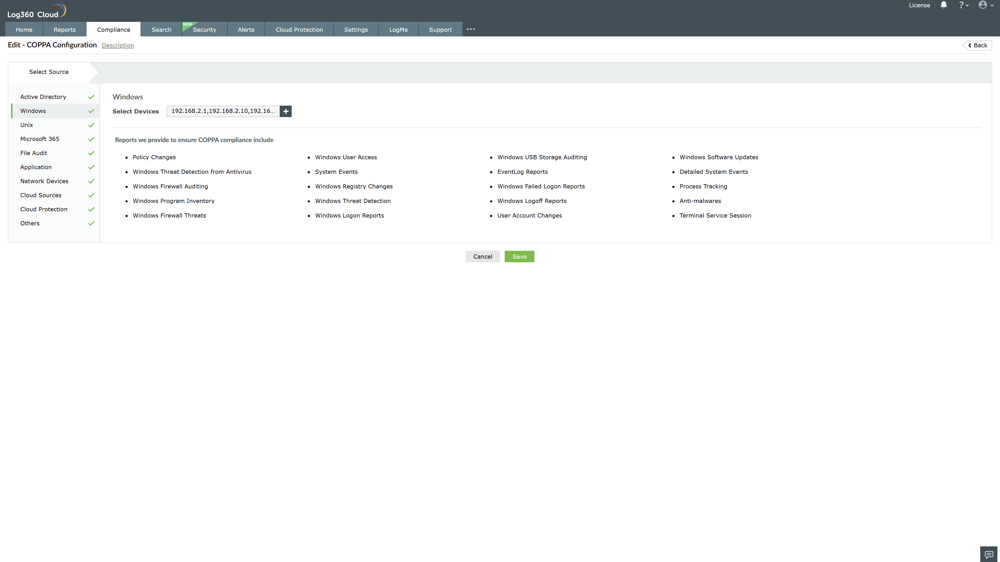 Log360 Cloud
License
?
Home Reports Compliance Search NEW Security Alerts Cloud Protection Settings LogMe Support
Edit - COPPA Configuration Description
Back
Select Source
Active Directory
Windows
Unix
Microsoft 365
File Audit
Application
Network Devices
Cloud Sources
Cloud Protection
Others
Windows
Select Devices 192.168.2.1,192.168.2.10,192.16... +
Reports we provide to ensure COPPA compliance include
• Policy Changes • Windows User Access • Windows USB Storage Auditing • Windows Software Updates
• Windows Threat Detection from Antivirus • System Events • EventLog Reports • Detailed System Events
• Windows Firewall Auditing • Windows Registry Changes • Windows Failed Logon Reports • Process Tracking
• Windows Program Inventory • Windows Threat Detection • Windows Logoff Reports • Anti-malwares
• Windows Firewall Threats • Windows Logon Reports • User Account Changes • Terminal Service Session
Cancel Save